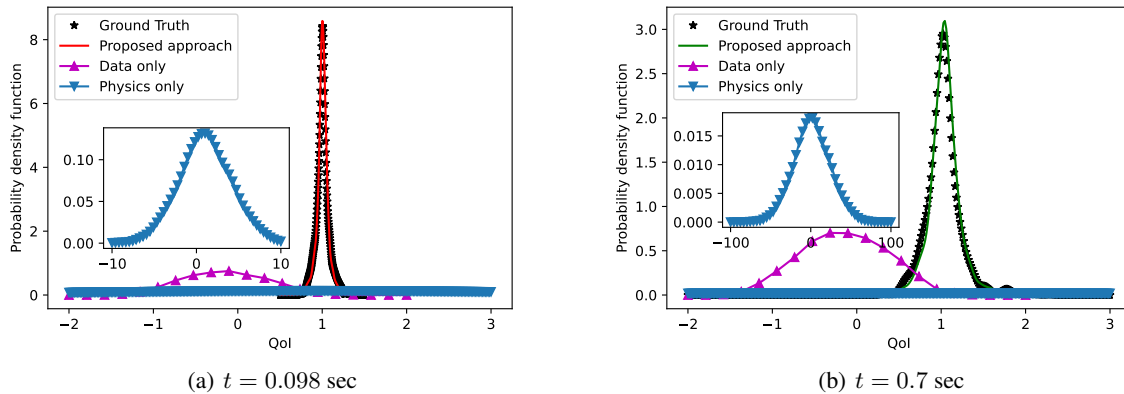 Ground Truth
Proposed approach
Data only
Physics only
Probability density function
8
6
4
2
0
0.10
0.05
0.00
−10
0
10
−2
−1
0
1
2
3
QoI
(a) t = 0.098 sec
Ground Truth
Proposed approach
Data only
Physics only
Probability density function
3.0
2.5
2.0
1.5
1.0
0.5
0.0
0.015
0.010
0.005
0.000
−100
0
100
−2
−1
0
1
2
3
QoI
(b) t = 0.7 sec